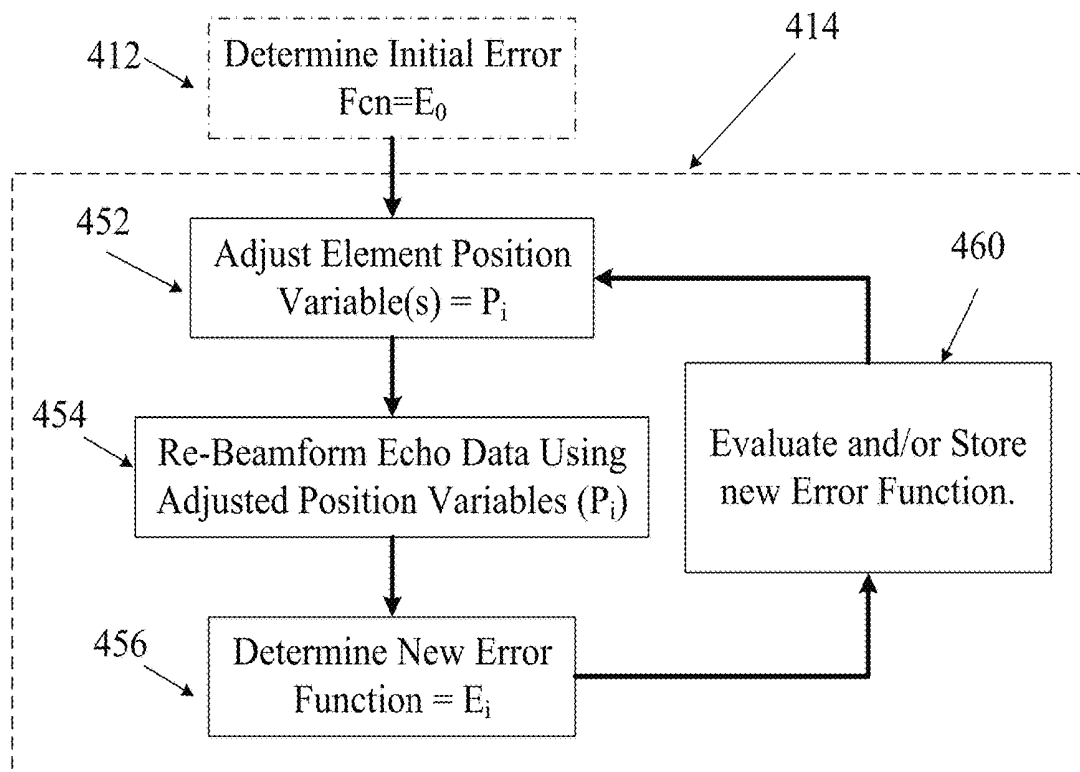 412
Determine Initial Error
Fcn=E₀
414
452
Adjust Element Position
Variable(s) = Pᵢ
460
454
Re-Beamform Echo Data Using
Adjusted Position Variables (Pᵢ)
Evaluate and/or Store
new Error Function.
456
Determine New Error
Function = Eᵢ